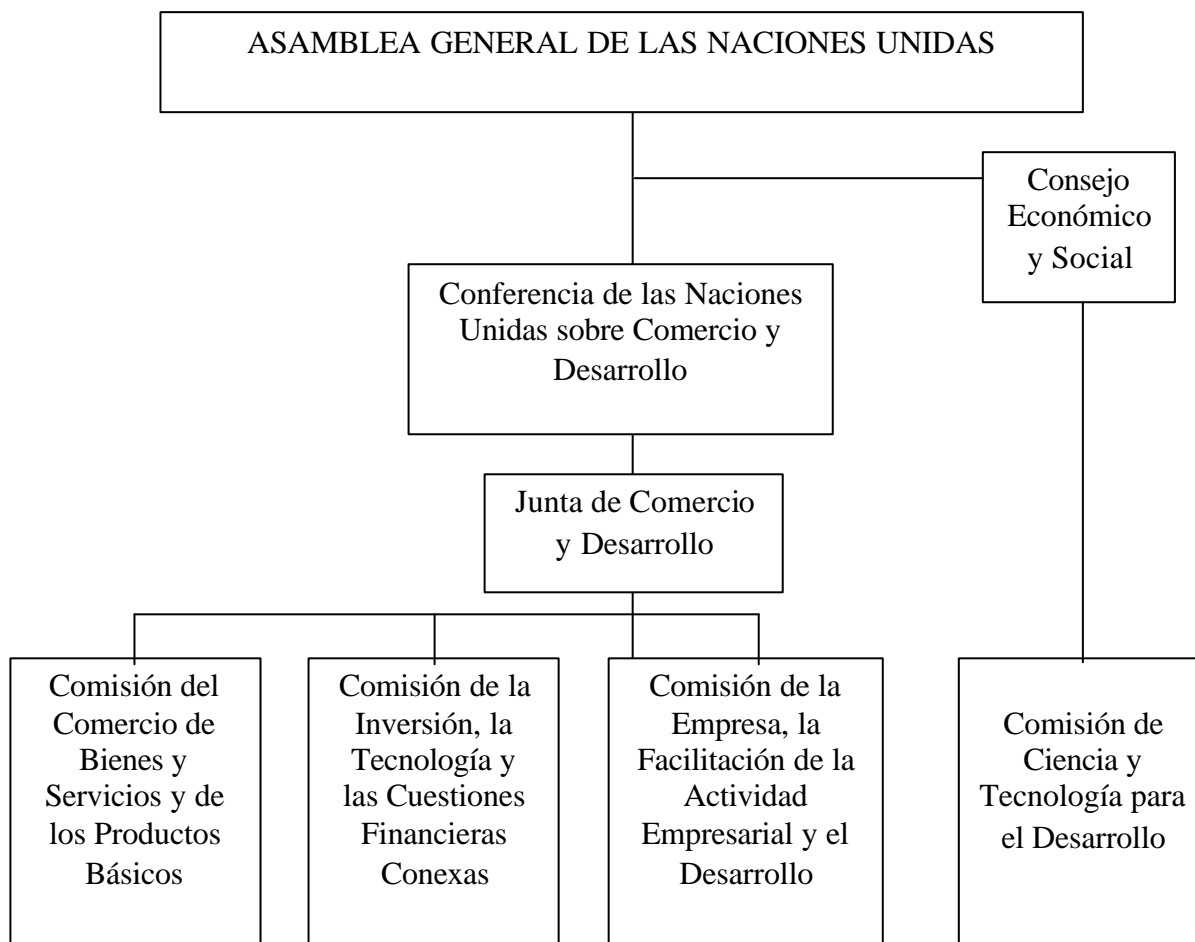 ASAMBLEA GENERAL DE LAS NACIONES UNIDAS
Consejo
Económico
y Social
Conferencia de las Naciones
Unidas sobre Comercio y
Desarrollo
Junta de Comercio
y Desarrollo
Comisión del
Comercio de
Bienes y
Servicios y de
los Productos
Básicos
Comisión de la
Inversión, la
Tecnología y
las Cuestiones
Financieras
Conexas
Comisión de la
Empresa, la
Facilitación de la
Actividad
Empresarial y el
Desarrollo
Comisión de
Ciencia y
Tecnología para
el Desarrollo